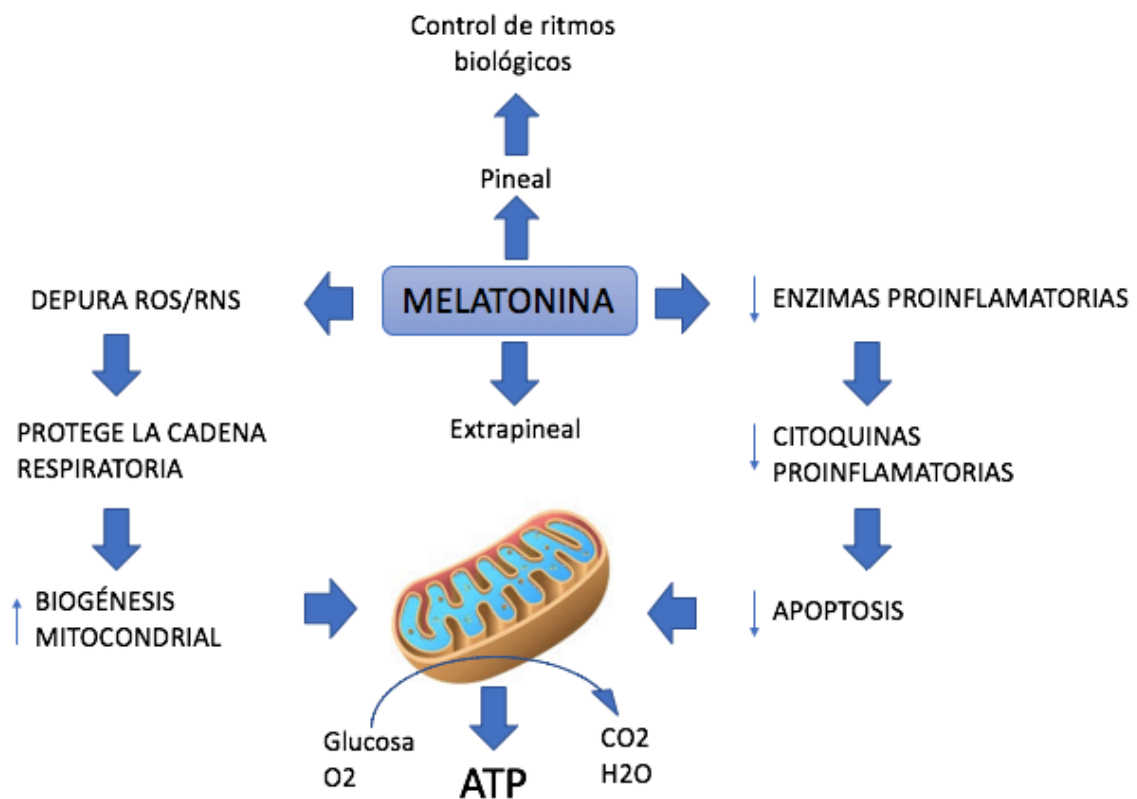 Control de ritmos
biológicos
Pineal
DEPURA ROS/RNS
MELATONINA
ENZIMAS PROINFLAMATORIAS
Extrapineal
PROTEGE LA CADENA
RESPIRATORIA
CITOQUINAS
PROINFLAMATORIAS
BIOGÉNESIS
MITOCONDRIAL
APOPTOSIS
Glucosa
O2
ATP
CO2
H2O